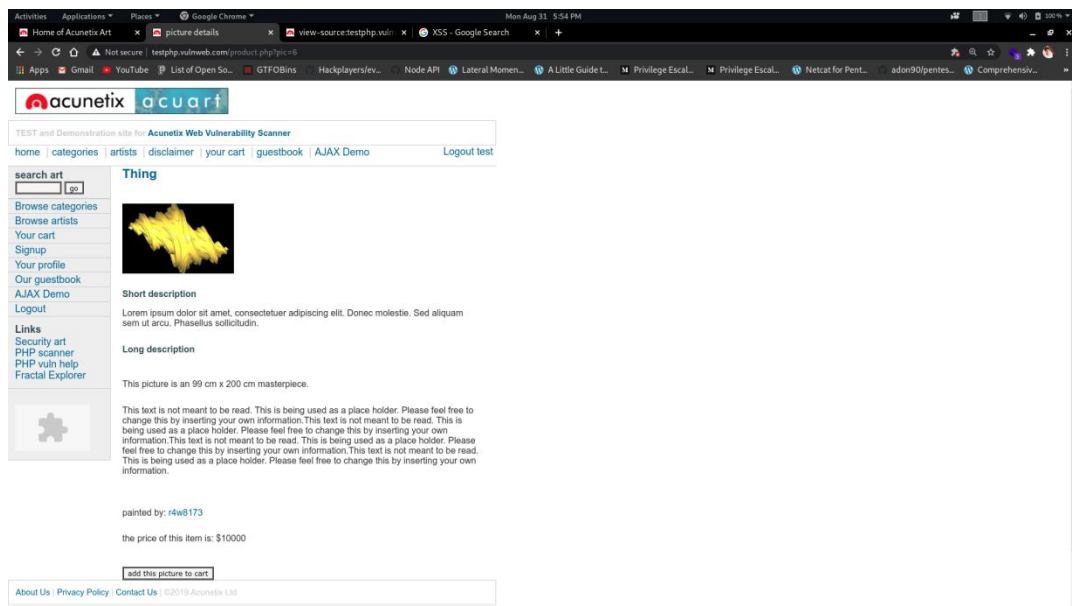 Activities Applications Places Google Chrome Mon Aug 31 5:54 PM 100%
Home of Acunetix Art picture details view-source:testphp.vuln XSS - Google Search
Not secure | testphp.vulnweb.com/product.php?pic=6
Apps Gmail YouTube List of Open So... GTFOBins Hackplayers/ev... Node API Lateral Momen... A Little Guide t... Privilege Escal... Privilege Escal... Netcat for Pent... adon90/pentes... Comprehensiv... »
acunetix acuart
TEST and Demonstration site for Acunetix Web Vulnerability Scanner
home | categories | artists | disclaimer | your cart | guestbook | AJAX Demo Logout test
search art
go
Browse categories
Browse artists
Your cart
Signup
Your profile
Our guestbook
AJAX Demo
Logout
Links
Security art
PHP scanner
PHP vuln help
Fractal Explorer
Thing
Short description
Lorem ipsum dolor sit amet, consectetuer adipiscing elit. Donec molestie. Sed aliquam
sem ut arcu. Phasellus sollicitudin.
Long description
This picture is an 99 cm x 200 cm masterpiece.
This text is not meant to be read. This is being used as a place holder. Please feel free to
change this by inserting your own information.This text is not meant to be read. This is
being used as a place holder. Please feel free to change this by inserting your own
information.This text is not meant to be read. This is being used as a place holder. Please
feel free to change this by inserting your own information.This text is not meant to be read.
This is being used as a place holder. Please feel free to change this by inserting your own
information.
painted by: r4w8173
the price of this item is: $10000
add this picture to cart
About Us | Privacy Policy | Contact Us | ©2019 Acunetix Ltd